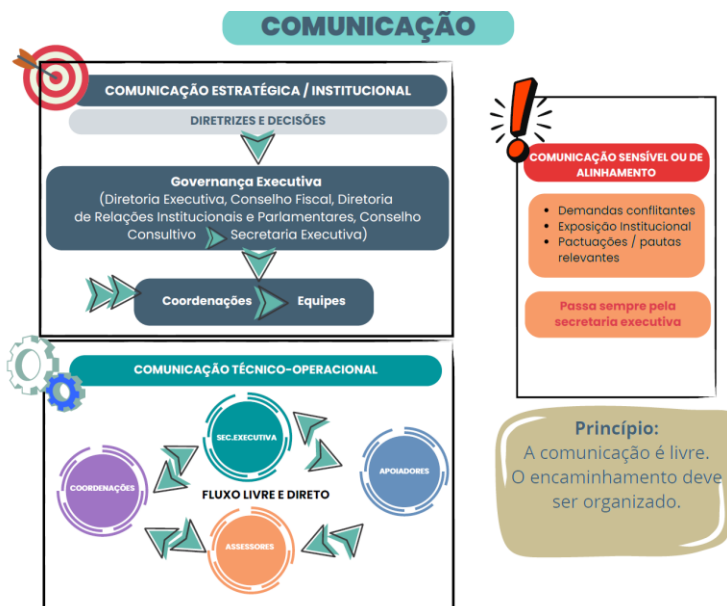 COMUNICAÇÃO
COMUNICAÇÃO ESTRATÉGICA / INSTITUCIONAL
DIRETRIZES E DECISÕES
Governança Executiva
(Diretoria Executiva, Conselho Fiscal, Diretoria
de Relações Institucionais e Parlamentares, Conselho
Consultivo Secretaria Executiva)
Coordenações Equipes
COMUNICAÇÃO TÉCNICO-OPERACIONAL
SEC.EXECUTIVA
COORDENAÇÕES
APOIADORES
FLUXO LIVRE E DIRETO
ASSESSORES
COMUNICAÇÃO SENSÍVEL OU DE
ALINHAMENTO
• Demandas conflitantes
• Exposição Institucional
• Pactuações / pautas
relevantes
Passa sempre pela
secretaria executiva
Princípio:
A comunicação é livre.
O encaminhamento deve
ser organizado.